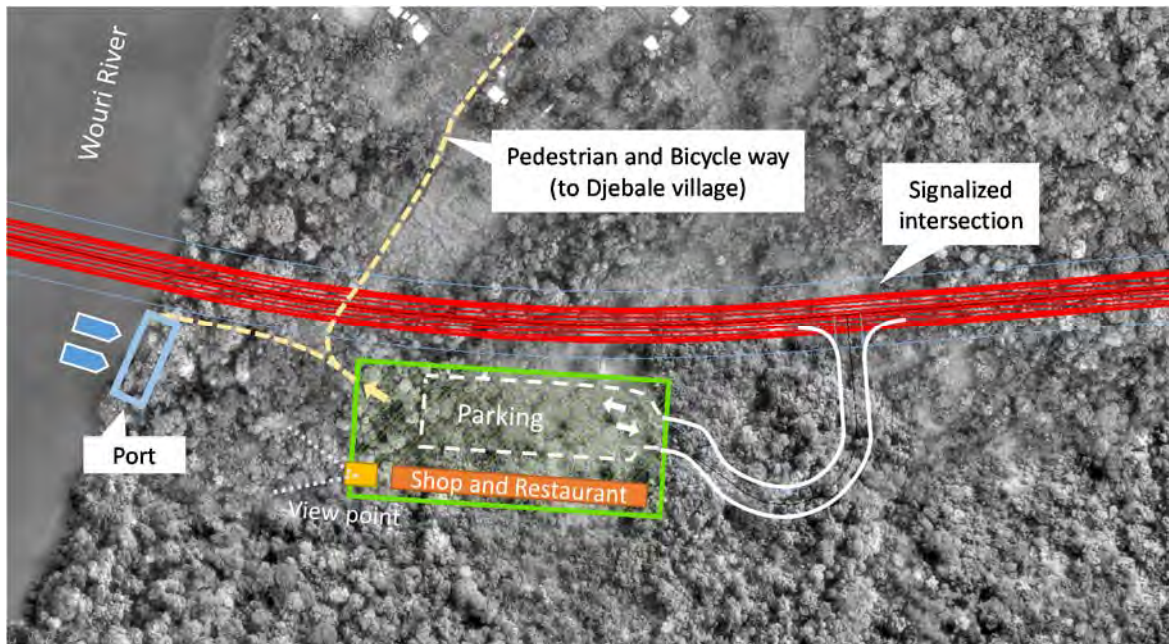 Wouri River
Pedestrian and Bicycle way
(to Djebale village)
Signalized
intersection
Parking
Port
Shop and Restaurant
View point